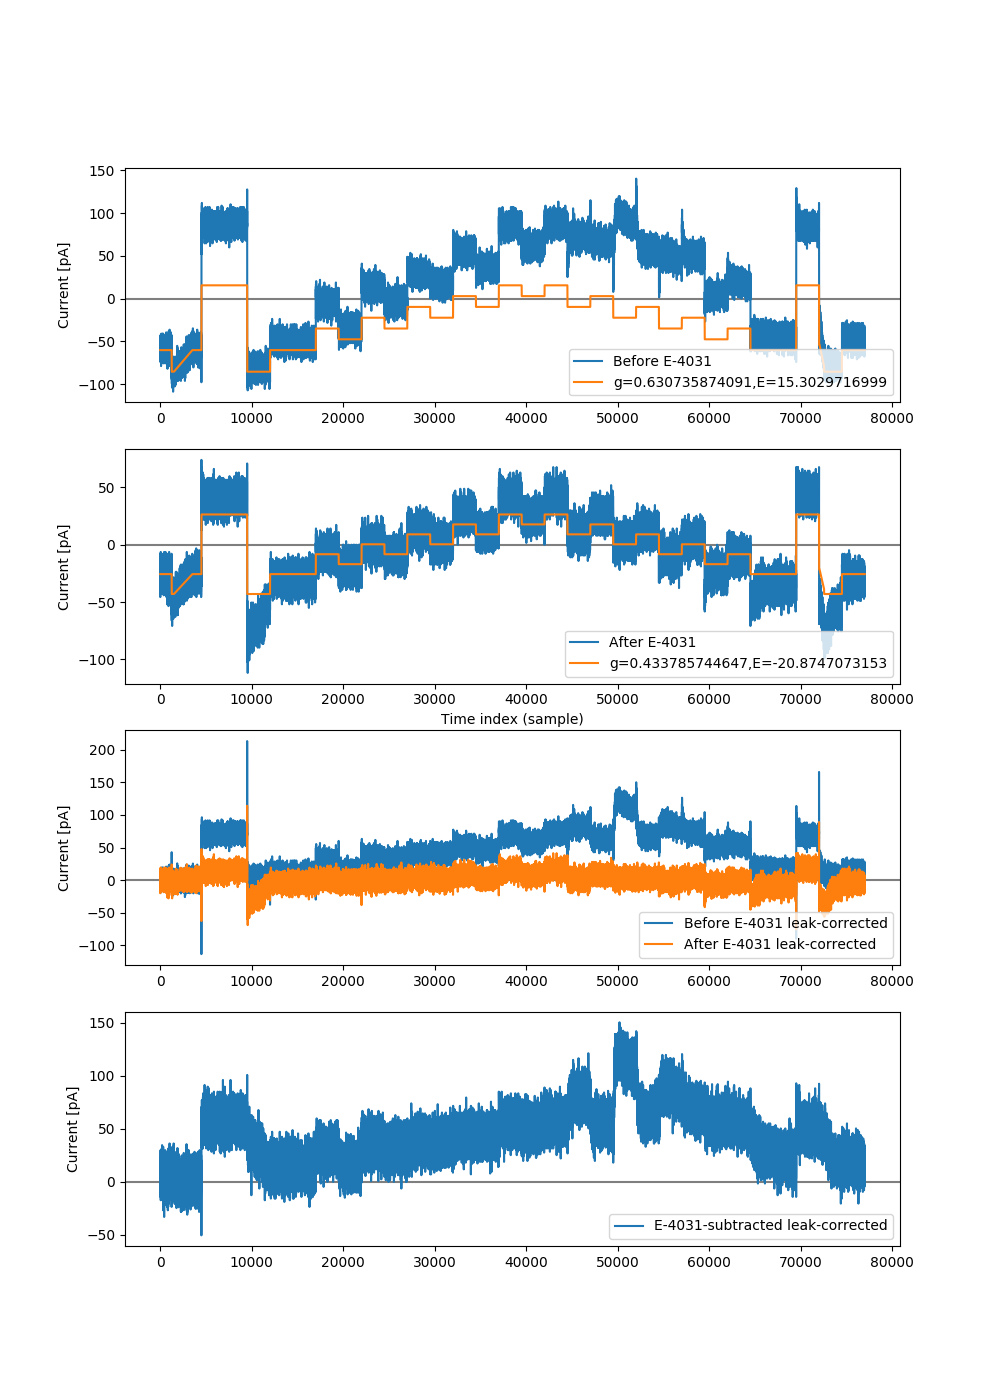 150
100
50
0
−50
−100
Current [pA]
Before E-4031
g=0.630735874091,E=15.3029716999
0 10000 20000 30000 40000 50000 60000 70000 80000
50
0
−50
−100
Current [pA]
After E-4031
g=0.433785744647,E=-20.8747073153
0 10000 20000 30000 40000 50000 60000 70000 80000
Time index (sample)
200
150
100
50
0
−50
−100
Current [pA]
Before E-4031 leak-corrected
After E-4031 leak-corrected
0 10000 20000 30000 40000 50000 60000 70000 80000
150
100
50
0
−50
Current [pA]
E-4031-subtracted leak-corrected
0 10000 20000 30000 40000 50000 60000 70000 80000